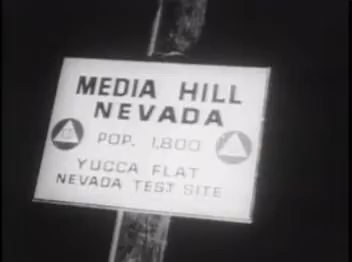 MEDIA HILL
NEVADA
POP. 1,800
YUCCA FLAT
NEVADA TEST SITE